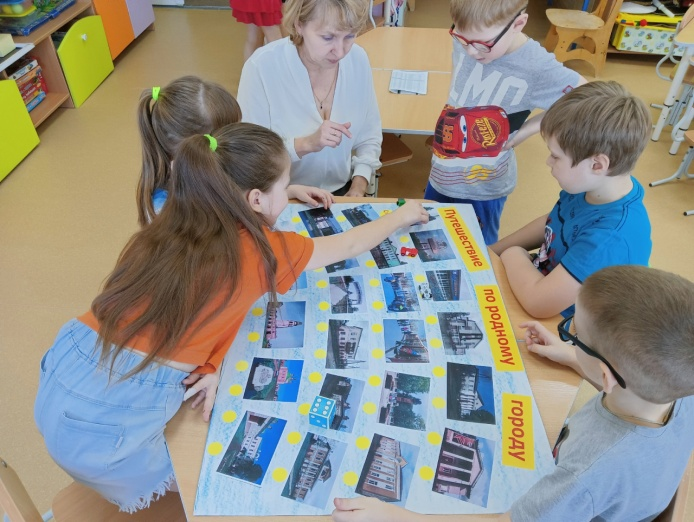 Путешествие
по родному
городу